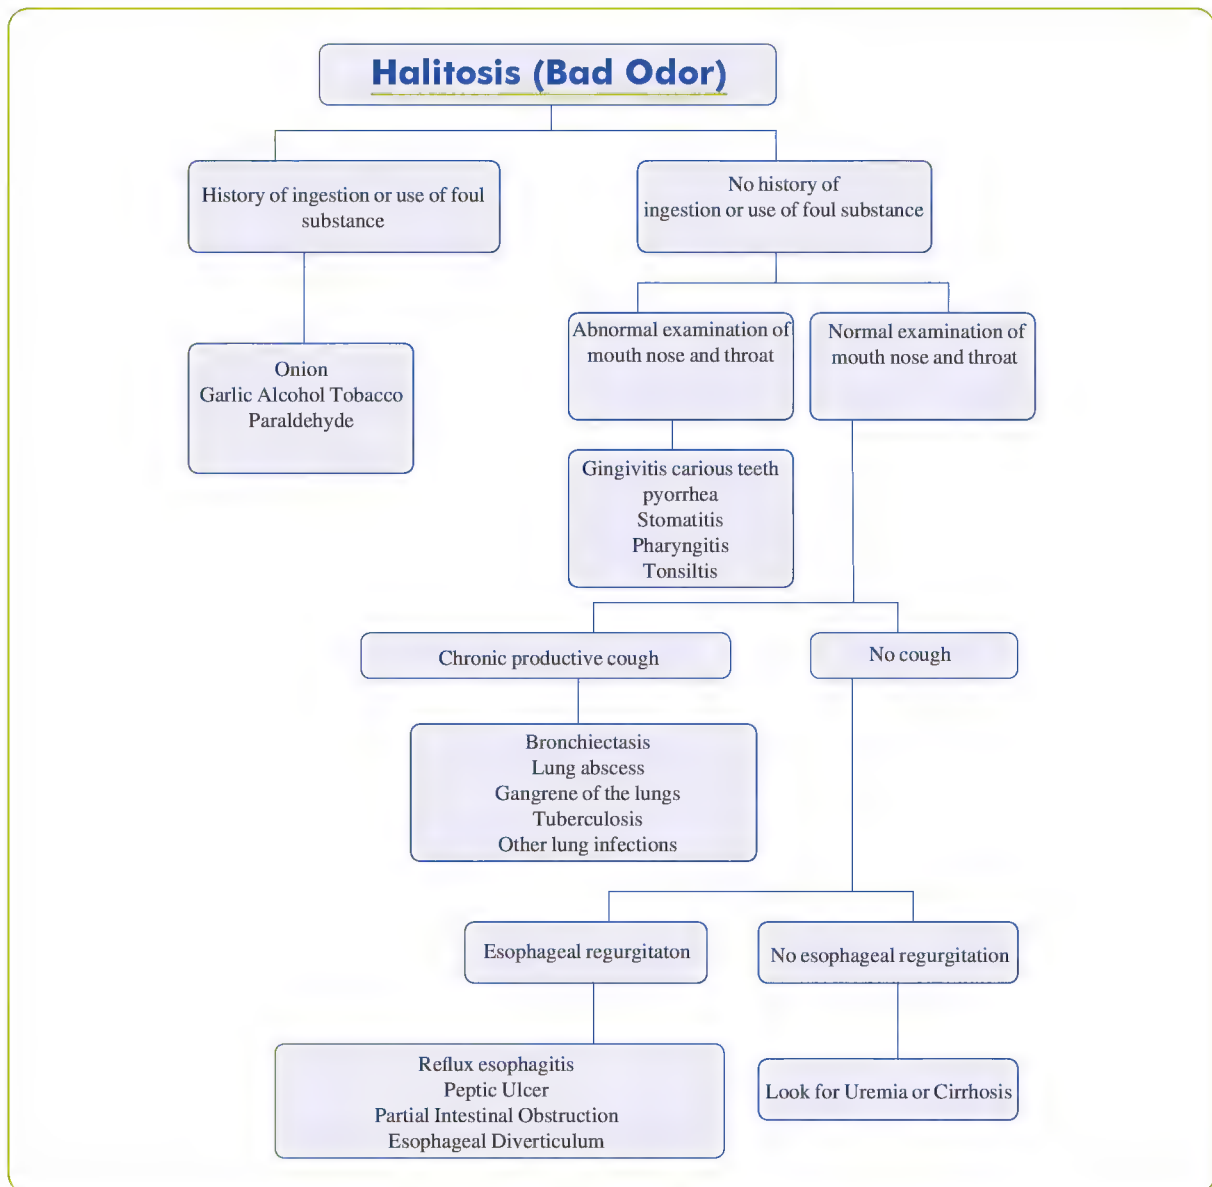 Halitosis (Bad Odor)
History of ingestion or use of foul
substance
No history of
ingestion or use of foul substance
Onion
Garlic Alcohol Tobacco
Paraldehyde
Abnormal examination of
mouth nose and throat
Normal examination of
mouth nose and throat
Gingivitis carious teeth
pyorrhea
Stomatitis
Pharyngitis
Tonsiltis
Chronic productive cough
No cough
Bronchiectasis
Lung abscess
Gangrene of the lungs
Tuberculosis
Other lung infections
Esophageal regurgitaton
No esophageal regurgitation
Reflux esophagitis
Peptic Ulcer
Partial Intestinal Obstruction
Esophageal Diverticulum
Look for Uremia or Cirrhosis